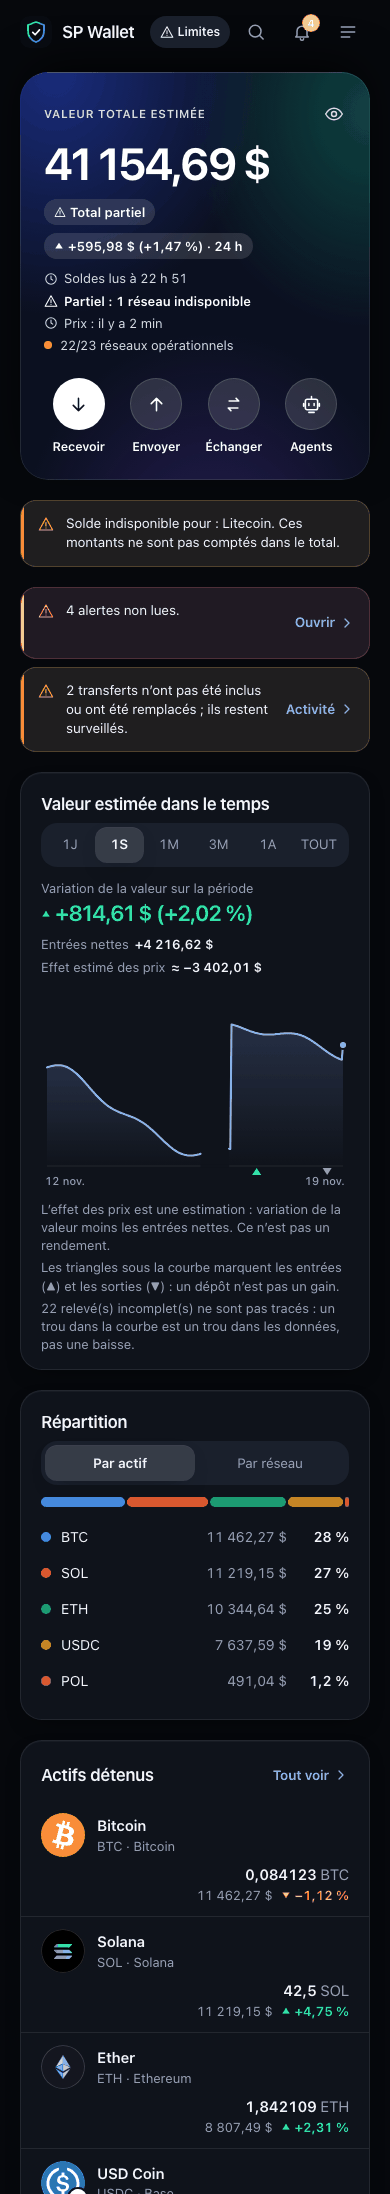 SP Wallet
Limites
4
VALEUR TOTALE ESTIMÉE
41 154,69 $
Total partiel
+595,98 $ (+1,47 %) · 24 h
Soldes lus à 22 h 51
Partiel : 1 réseau indisponible
Prix : il y a 2 min
22/23 réseaux opérationnels
Recevoir Envoyer Échanger Agents
Solde indisponible pour : Litecoin. Ces
montants ne sont pas comptés dans le total.
4 alertes non lues.
Ouvrir
2 transferts n’ont pas été inclus
ou ont été remplacés ; ils restent
surveillés.
Activité
Valeur estimée dans le temps
1J 1S 1M 3M 1A TOUT
Variation de la valeur sur la période
▲ +814,61 $ (+2,02 %)
Entrées nettes +4 216,62 $
Effet estimé des prix ≈ −3 402,01 $
12 nov. 19 nov.
L’effet des prix est une estimation : variation de la
valeur moins les entrées nettes. Ce n’est pas un
rendement.
Les triangles sous la courbe marquent les entrées
(▲) et les sorties (▼) : un dépôt n’est pas un gain.
22 relevé(s) incomplet(s) ne sont pas tracés : un
trou dans la courbe est un trou dans les données,
pas une baisse.
Répartition
Par actif Par réseau
BTC 11 462,27 $ 28 %
SOL 11 219,15 $ 27 %
ETH 10 344,64 $ 25 %
USDC 7 637,59 $ 19 %
POL 491,04 $ 1,2 %
Actifs détenus
Tout voir
Bitcoin
BTC · Bitcoin
0,084123 BTC
11 462,27 $ ▼ −1,12 %
Solana
SOL · Solana
42,5 SOL
11 219,15 $ ▲ +4,75 %
Ether
ETH · Ethereum
1,842109 ETH
8 807,49 $ ▲ +2,31 %
USD Coin
USDC · Base